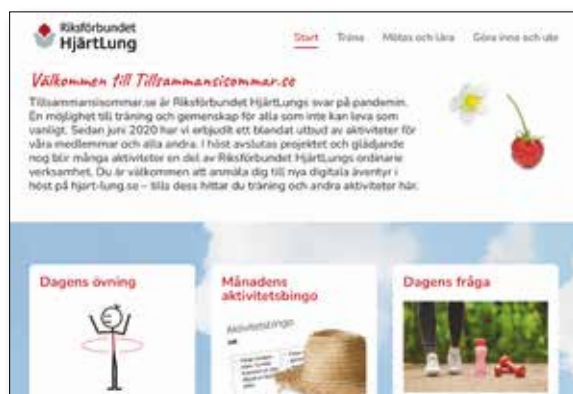 Riksförbundet
HjärtLung
Start Träna Mötas och lära Göra inne och ute
Välkommen till Tillsammansisommar.se
Tillsammansisommar.se är Riksförbundet HjärtLungs svar på pandemin.
En möjlighet till träning och gemenskap för alla som inte kan leva som
vanligt. Sedan juni 2020 har vi erbjudit ett blandat utbud av aktiviteter för
våra medlemmar och alla andra. I höst avslutas projektet och glädjande
nog blir många aktiviteter en del av Riksförbundet HjärtLungs ordinarie
verksamhet. Du är välkommen att anmäla dig till nya digitala äventyr i
höst på hjart-lung.se – tills dess hittar du träning och andra aktiviteter här.
Dagens övning
Månadens
aktivitetsbingo
Dagens fråga
Aktivitetsbingo